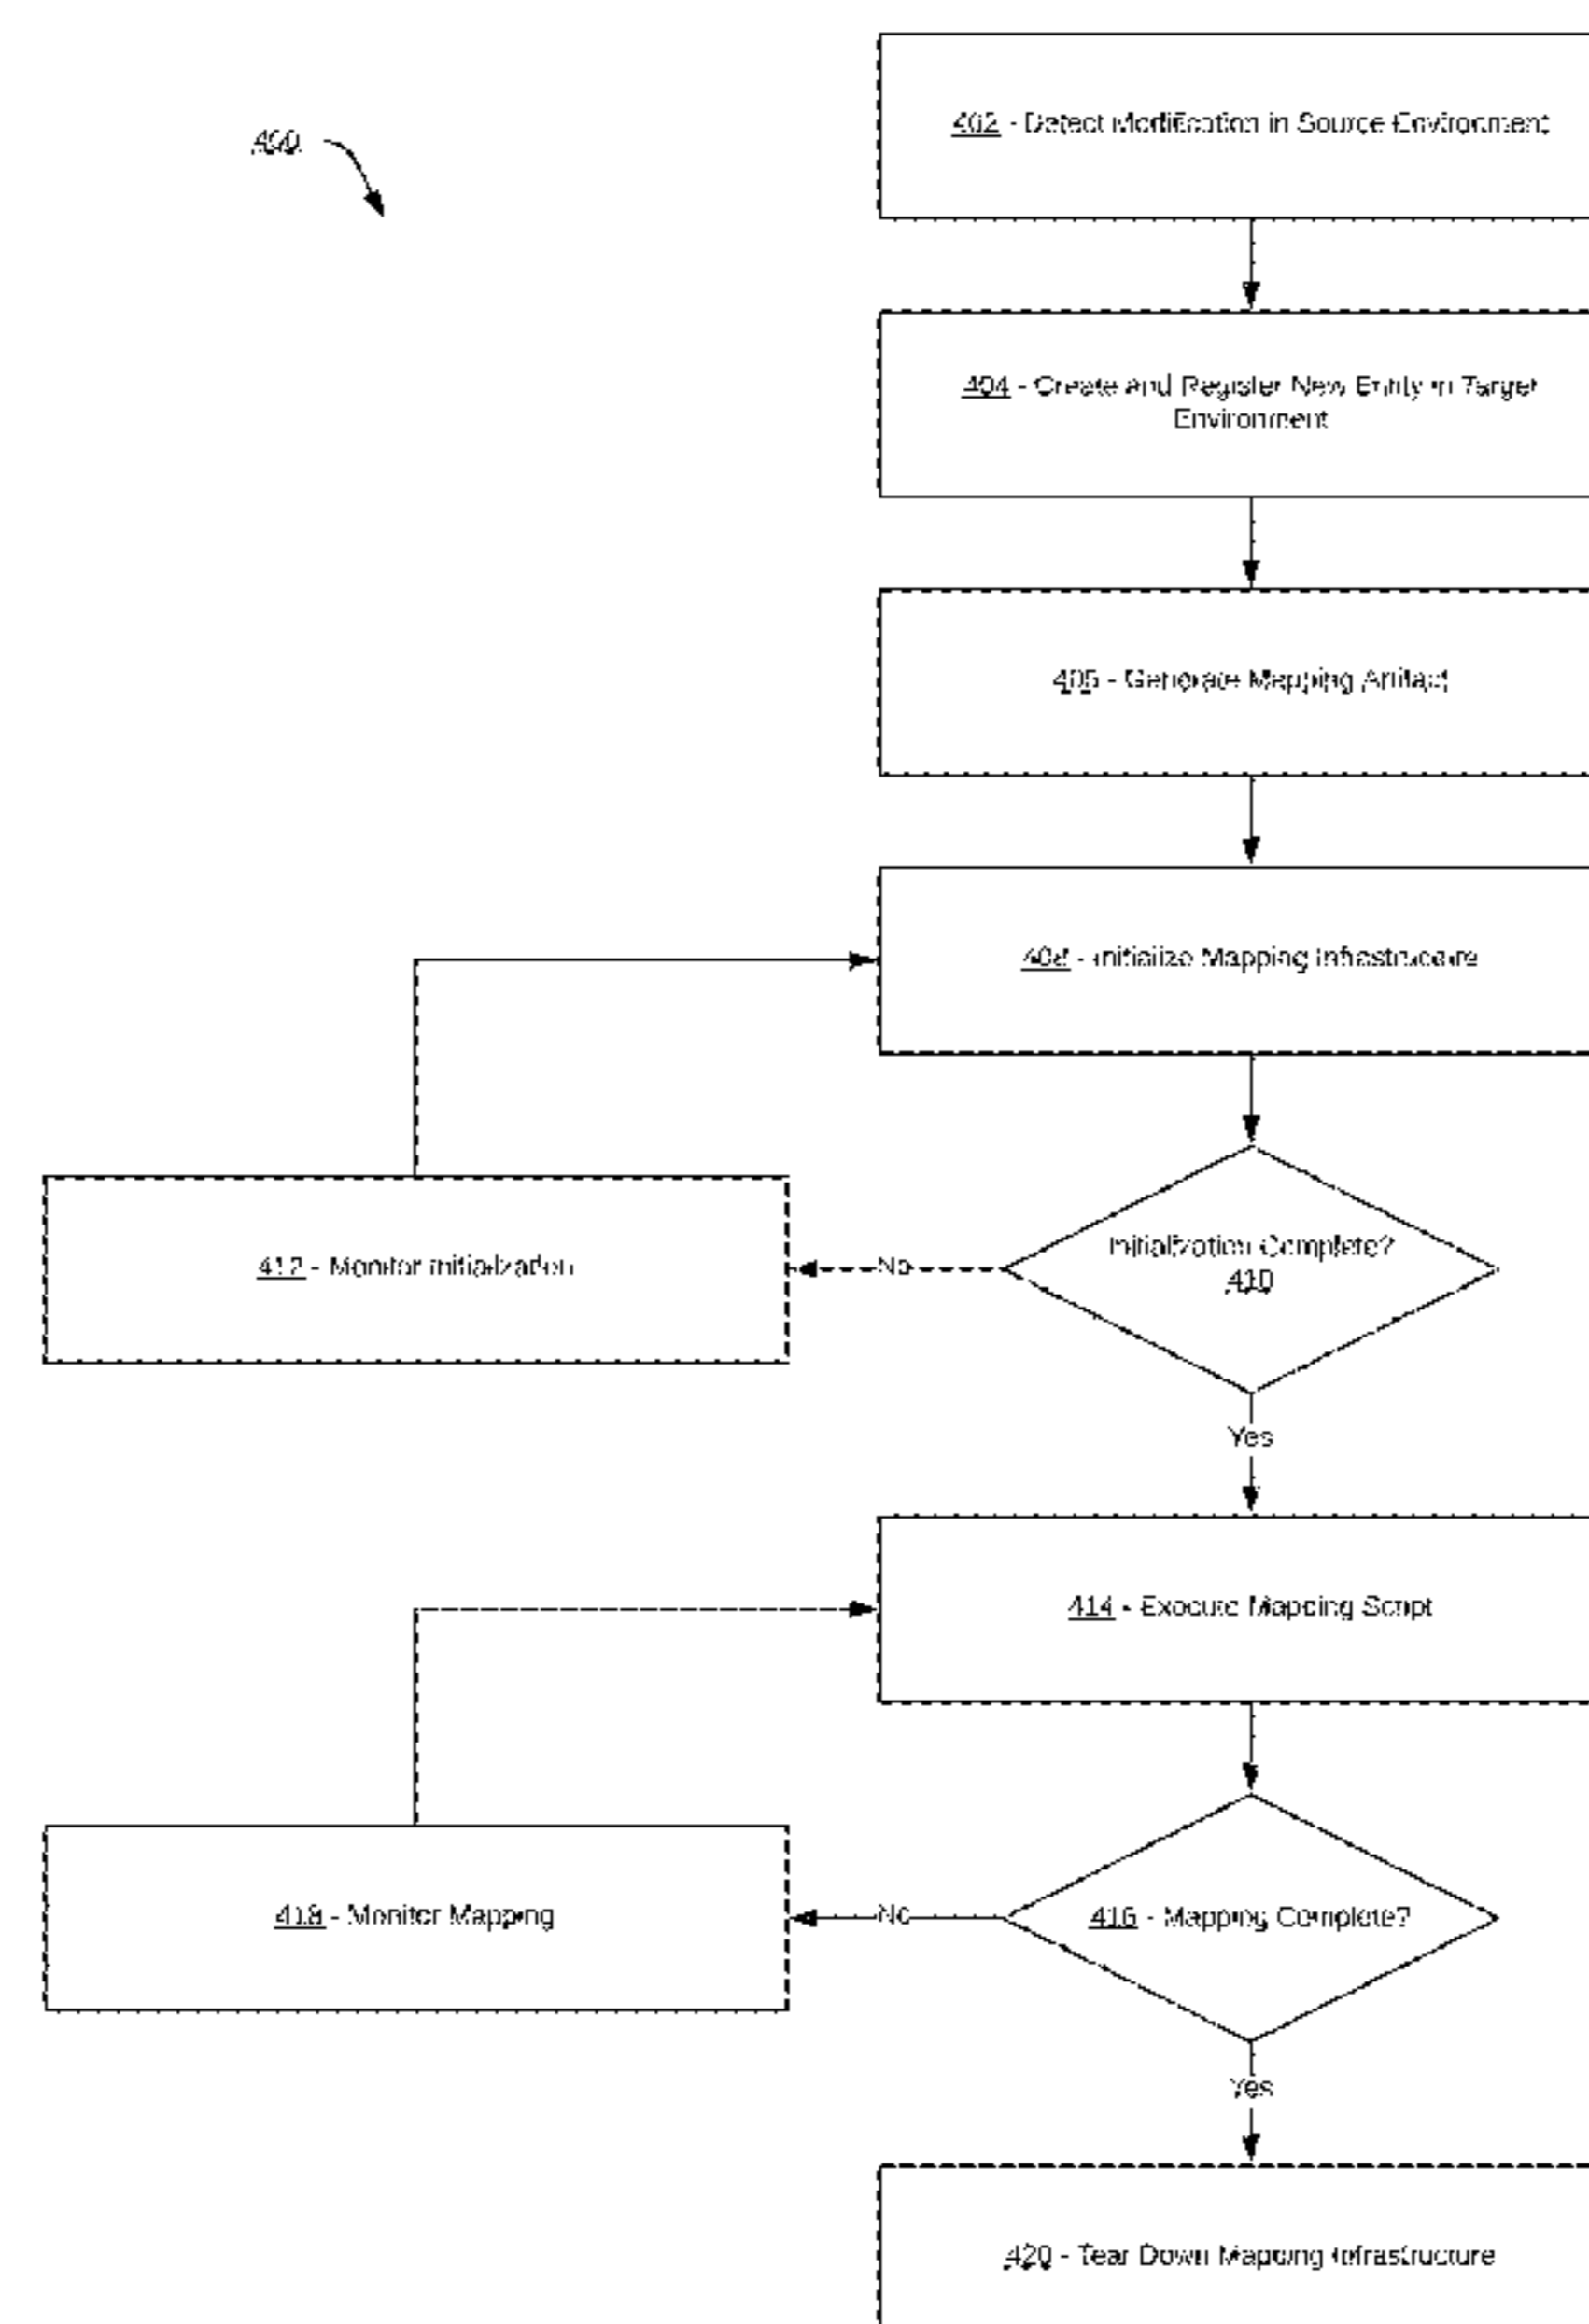 400
402 - Detect Modification in Source Environment
404 - Create and Register New Entity in Target
Environment
406 - Generate Mapping Artifact
408 - Initialize Mapping Infrastructure
Initialization Complete?
410
No
412 - Monitor Initialization
Yes
414 - Execute Mapping Script
416 - Mapping Complete?
No
418 - Monitor Mapping
Yes
420 - Tear Down Mapping Infrastructure